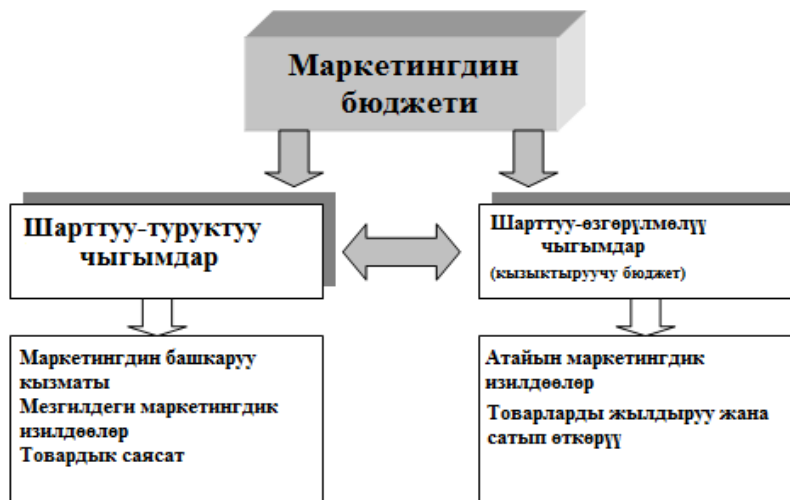 Маркетингдин
бюджети
Шарттуу-туруктуу
чыгымдар
Шарттуу-өзгөрүлмөлүү
чыгымдар
(кызыктыруучу бюджет)
Маркетингдин башкаруу
кызматы
Мезгилдеги маркетингдик
изилдөөлөр
Товардык саясат
Атайын маркетингдик
изилдөөлөр
Товарларды жылдыруу жана
сатып өткөрүү